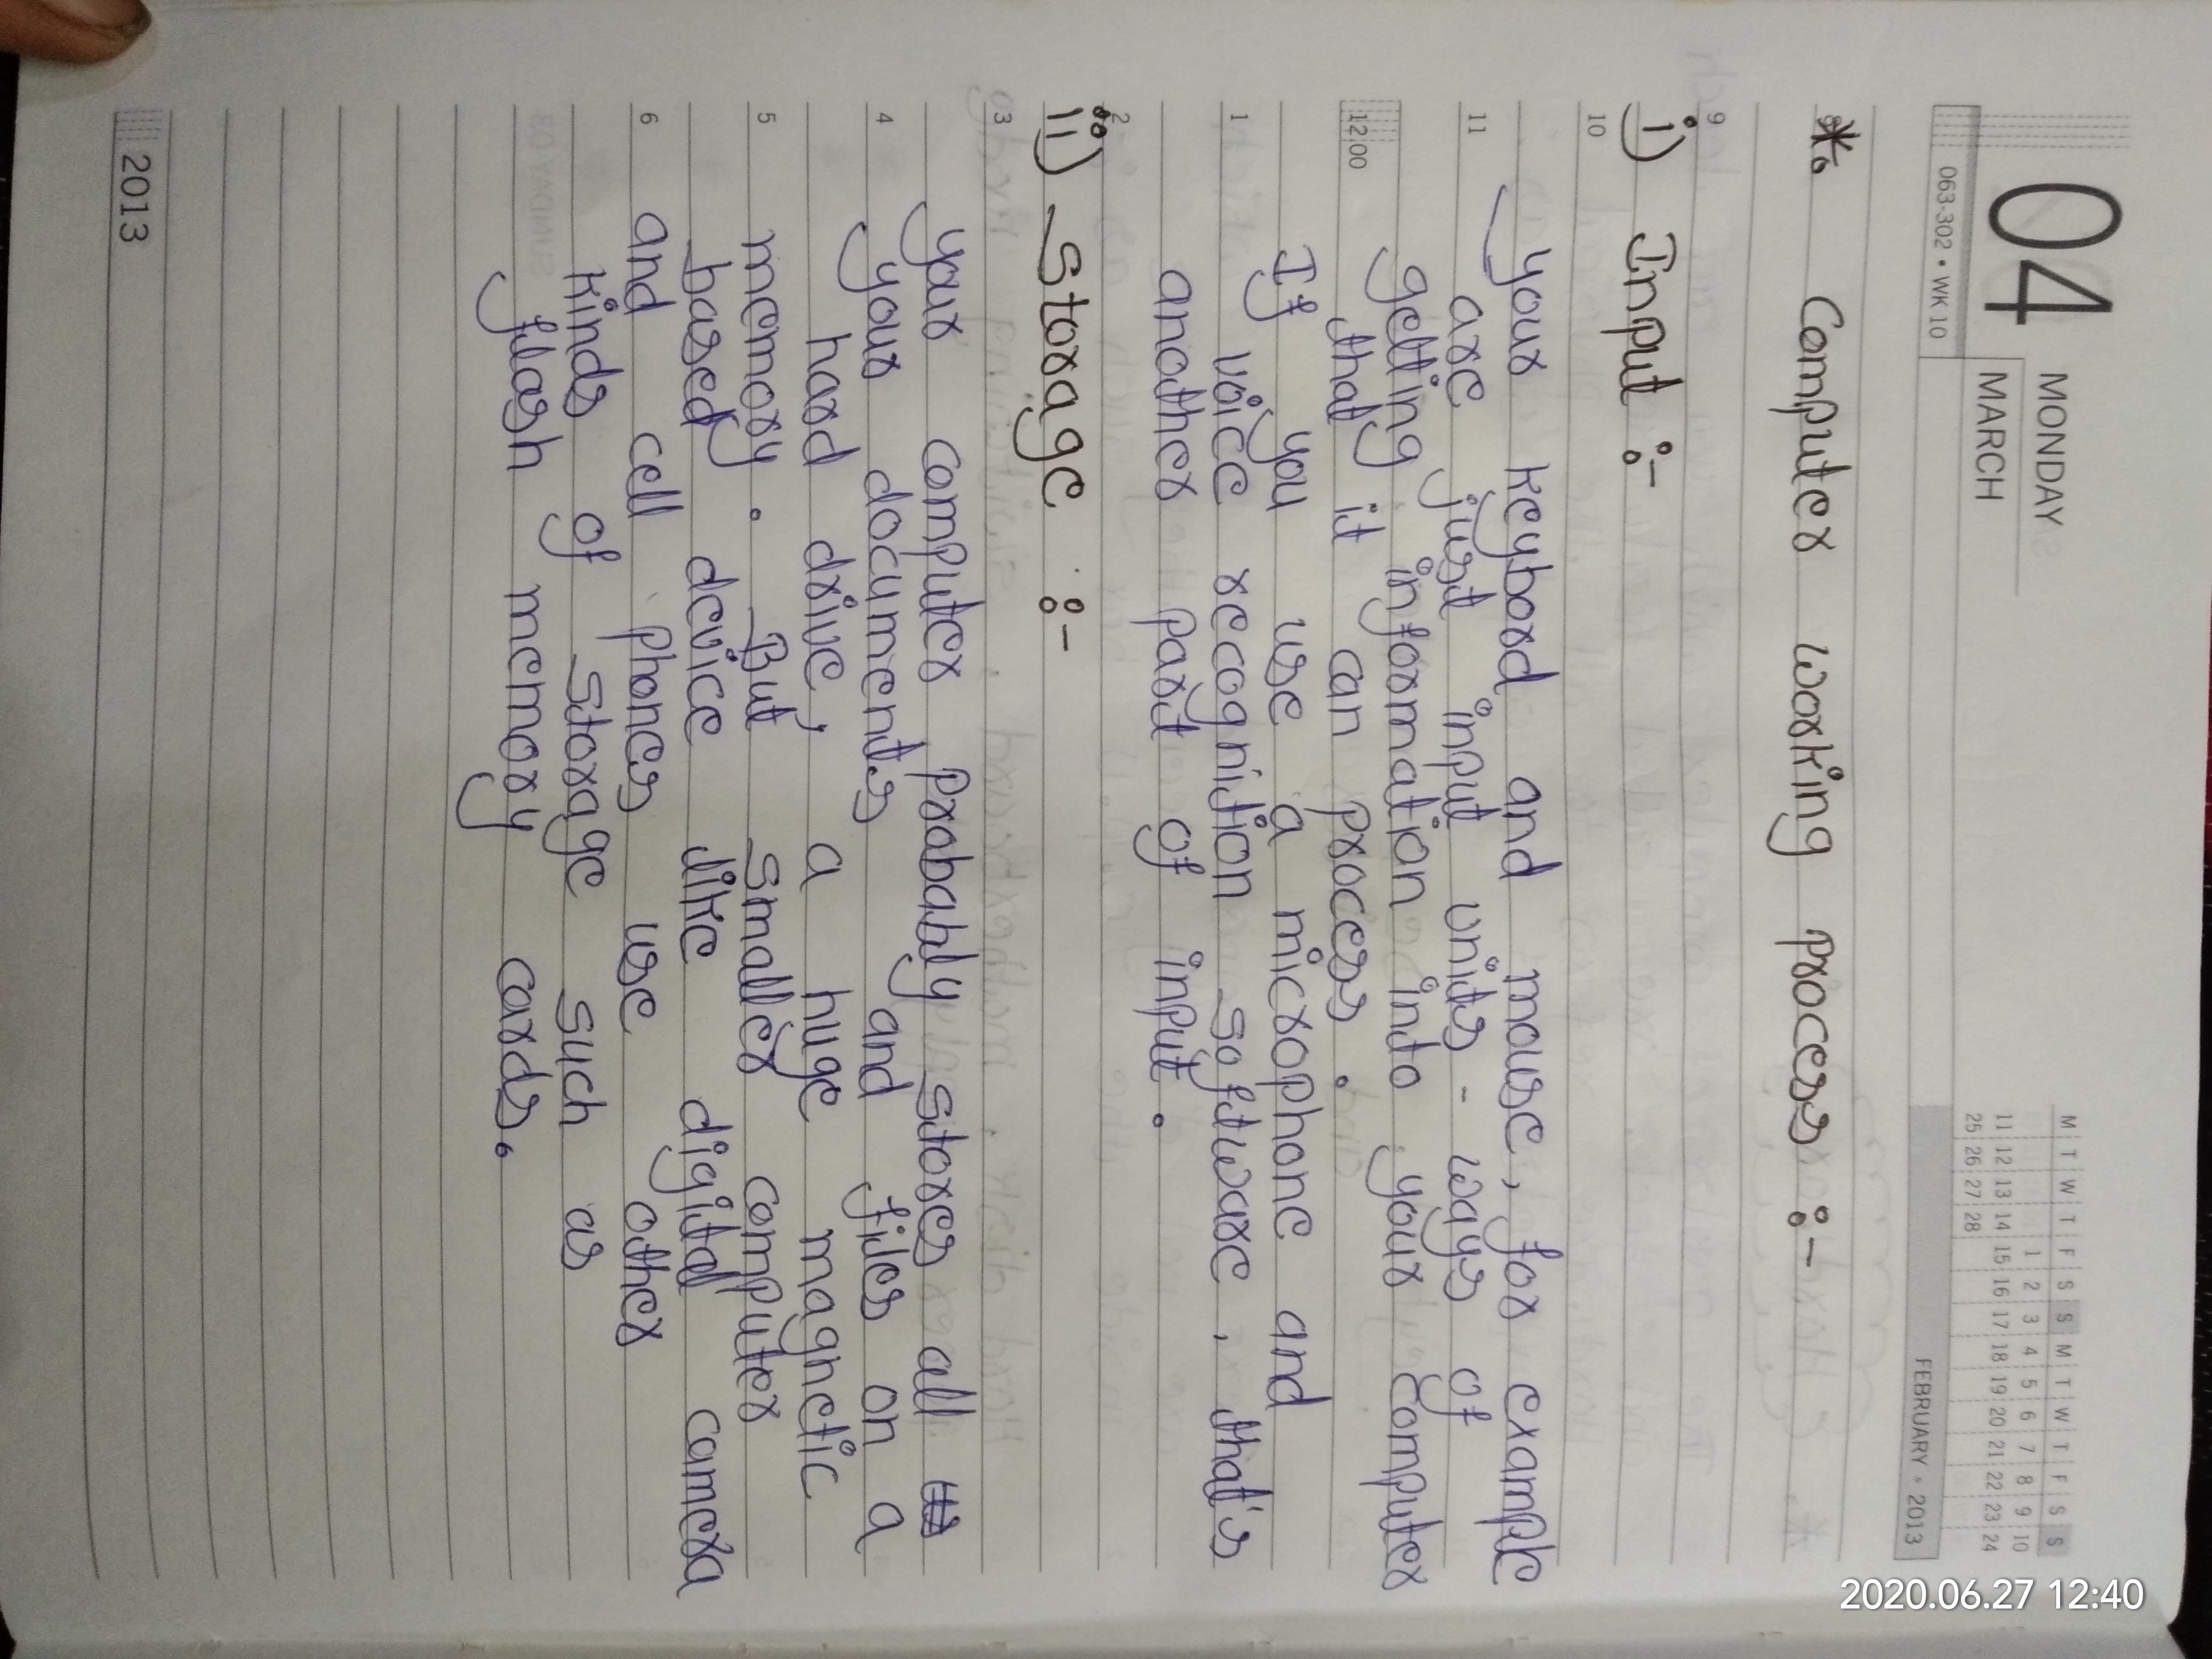 04 MONDAY
MARCH
063-302 • WK 10
M T W T F S S M T W T F S S
1 2 3 4 5 6 7 8 9 10
11 12 13 14 15 16 17 18 19 20 21 22 23 24
25 26 27 28
FEBRUARY • 2013
2020.06.27 12:40
*. Computer working process :-
9
i) Input :-
10
your keybord and mouse, for example
11 are just input units - ways of
getting information into your computer
12.00 that it can process.
If you use a microphone and
1 voice recognition software, that's
another part of input.
2
ii) Storage :-
3
your computer probably stores all
4 your documents and files on a
hard drive, a huge magnetic
5 memory. But smaller computer
based device like digital camera
6 and cell phones use other
kinds of storage such as
flash memory cards.
2013